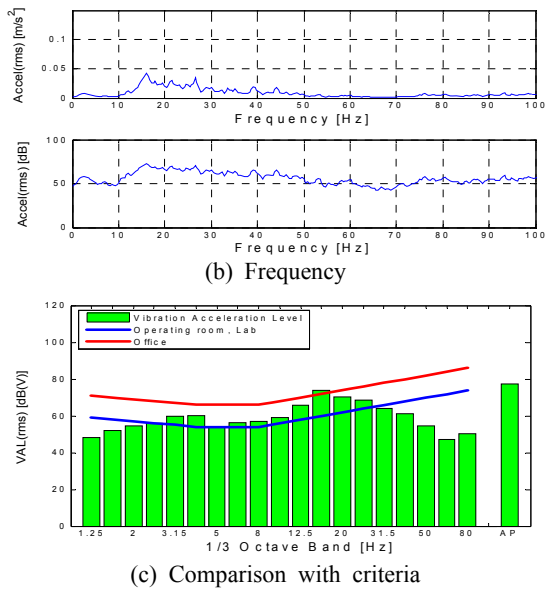 Accel(rms) [m/s²]
0.1
0.05
0
0 10 20 30 40 50 60 70 80 90 100
Frequency [Hz]
Accel(rms) [dB]
100
50
0
0 10 20 30 40 50 60 70 80 90 100
Frequency [Hz]
(b) Frequency
VAL(rms) [dB(V)]
120
100
80
60
40
20
0
Vibration Acceleration Level
Operating room, Lab
Office
1.25 2 3.15 5 8 12.5 20 31.5 50 80 AP
1/3 Octave Band [Hz]
(c) Comparison with criteria